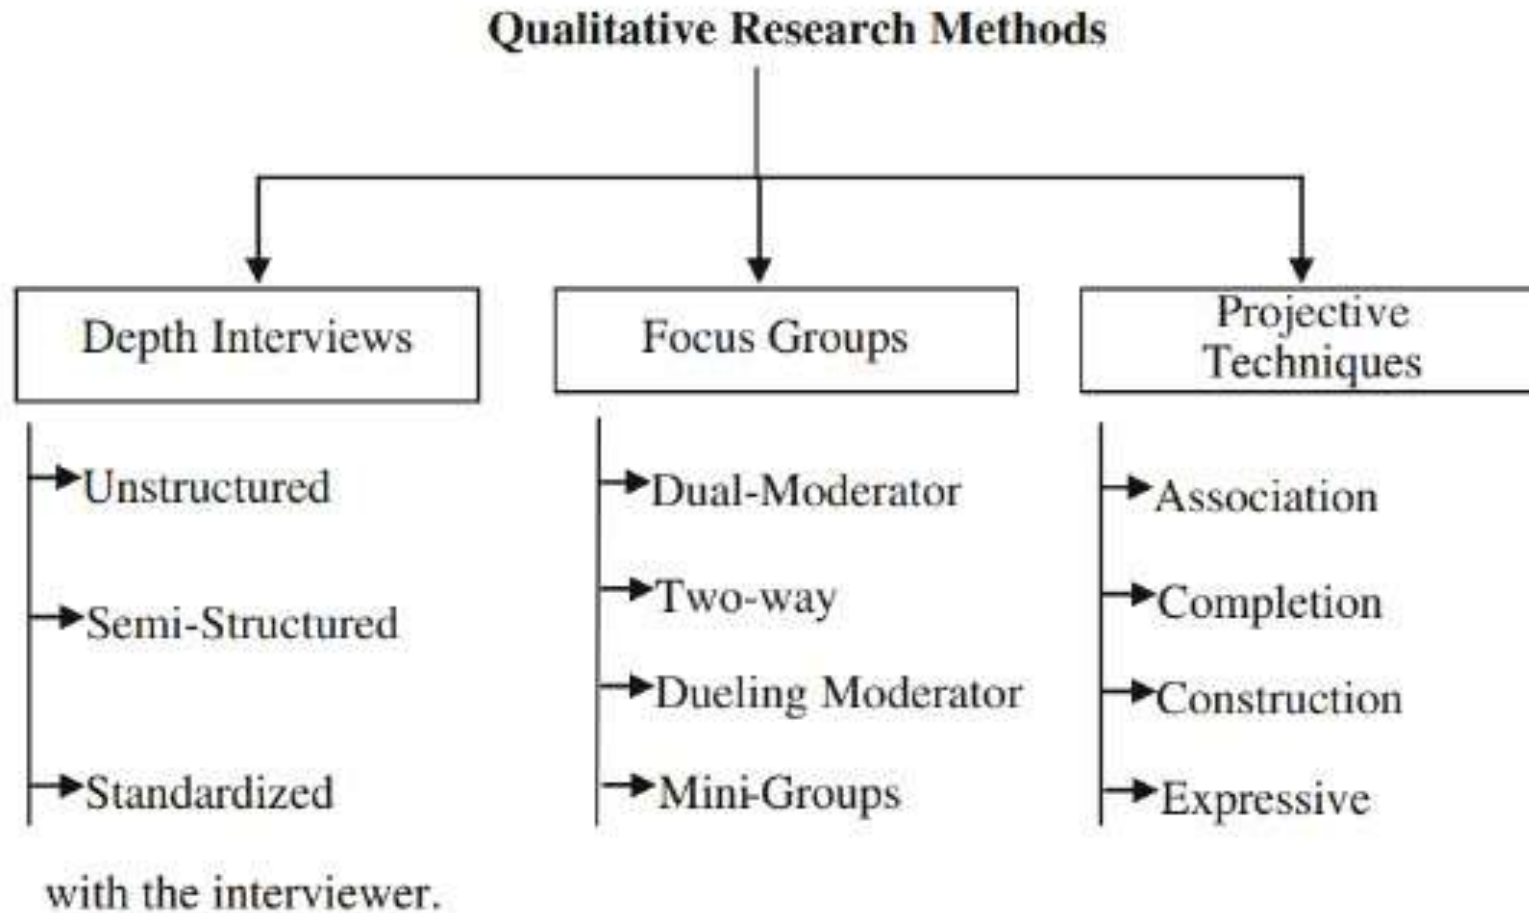 Qualitative Research Methods
Depth Interviews
Unstructured
Semi-Structured
Standardized
Focus Groups
Dual-Moderator
Two-way
Dueling Moderator
Mini-Groups
Projective
Techniques
Association
Completion
Construction
Expressive
with the interviewer.